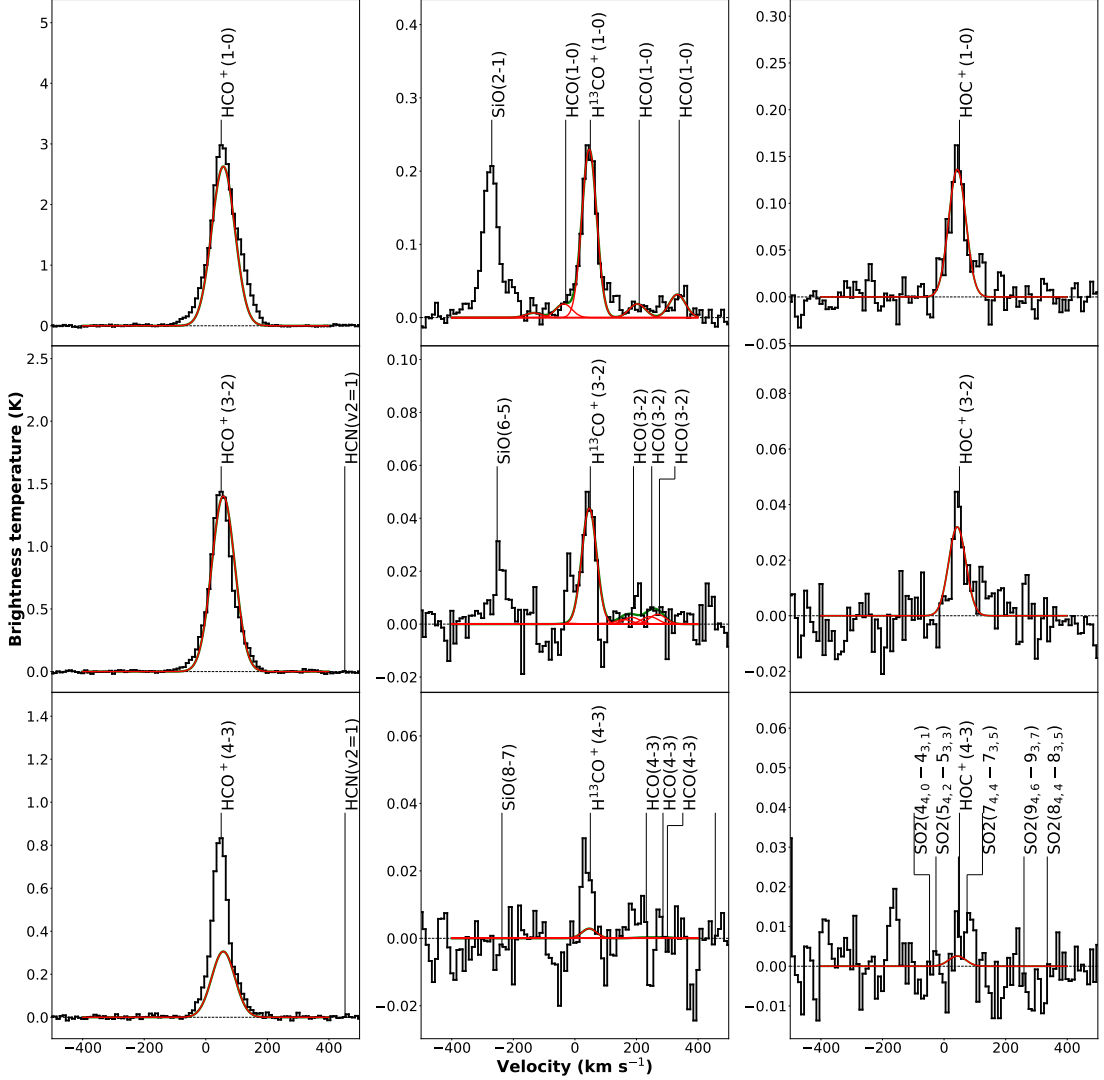 5
4
3
2
1
0
HCO⁺(1-0)
0.4
0.3
0.2
0.1
0.0
SiO(2-1)
HCO(1-0)
H¹³CO⁺(1-0)
HCO(1-0)
HCO(1-0)
0.30
0.25
0.20
0.15
0.10
0.05
0.00
−0.05
HOC⁺(1-0)
Brightness temperature (K)
2.5
2.0
1.5
1.0
0.5
0.0
HCO⁺(3-2)
HCN(v2=1)
0.10
0.08
0.06
0.04
0.02
0.00
−0.02
SiO(6-5)
H¹³CO⁺(3-2)
HCO(3-2)
HCO(3-2)
HCO(3-2)
0.08
0.06
0.04
0.02
0.00
−0.02
HOC⁺(3-2)
1.4
1.2
1.0
0.8
0.6
0.4
0.2
0.0
HCO⁺(4-3)
HCN(v2=1)
−400 −200 0 200 400
0.06
0.04
0.02
0.00
−0.02
SiO(8-7)
H¹³CO⁺(4-3)
HCO(4-3)
HCO(4-3)
HCO(4-3)
−400 −200 0 200 400
0.06
0.05
0.04
0.03
0.02
0.01
0.00
−0.01
SO2(4₄,₀ − 4₃,₁)
SO2(5₄,₂ − 5₃,₃)
HOC⁺(4-3)
SO2(7₄,₄ − 7₃,₅)
SO2(9₄,₆ − 9₃,₇)
SO2(8₄,₄ − 8₃,₅)
−400 −200 0 200 400
Velocity (km s⁻¹)